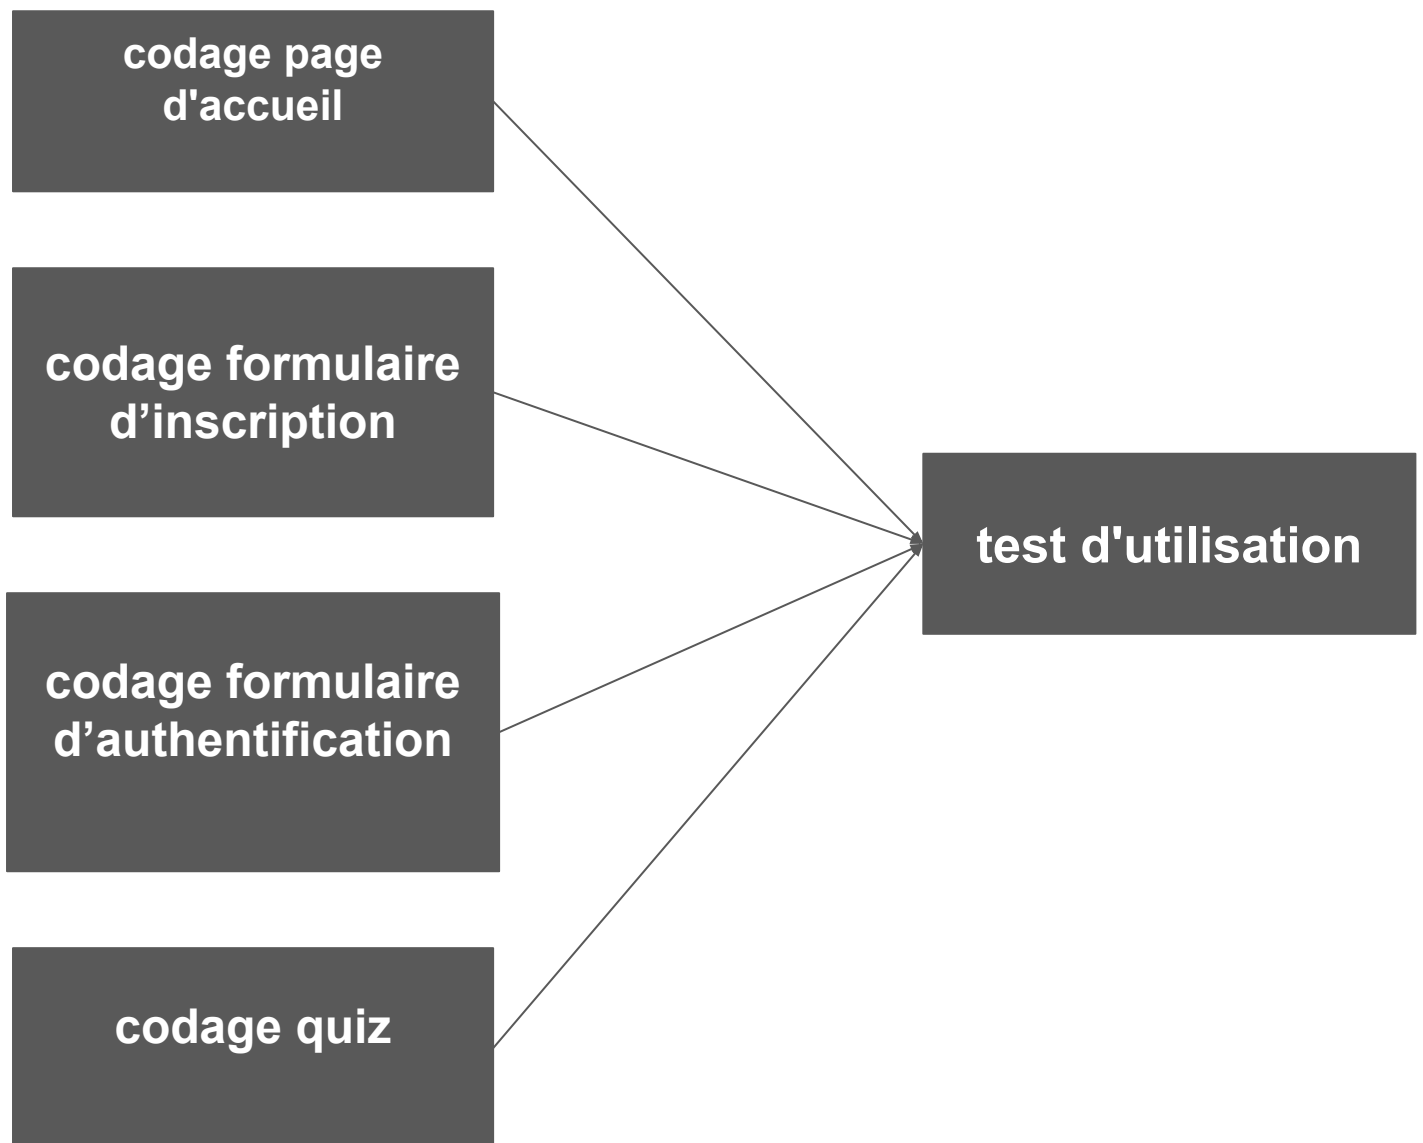 codage page
d'accueil
codage formulaire
d’inscription
codage formulaire
d’authentification
codage quiz
test d'utilisation